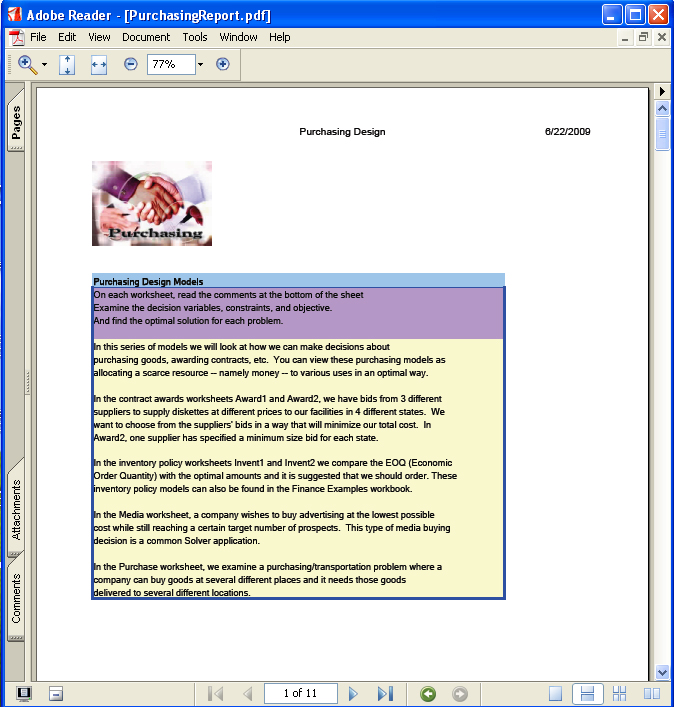 Adobe Reader - [PurchasingReport.pdf]
File Edit View Document Tools Window Help
77%
Pages
Attachments
Comments
Purchasing Design 6/22/2009
Purchasing
Purchasing Design Models
On each worksheet, read the comments at the bottom of the sheet
Examine the decision variables, constraints, and objective.
And find the optimal solution for each problem.
In this series of models we will look at how we can make decisions about
purchasing goods, awarding contracts, etc. You can view these purchasing models as
allocating a scarce resource -- namely money -- to various uses in an optimal way.
In the contract awards worksheets Award1 and Award2, we have bids from 3 different
suppliers to supply diskettes at different prices to our facilities in 4 different states. We
want to choose from the suppliers' bids in a way that will minimize our total cost. In
Award2, one supplier has specified a minimum size bid for each state.
In the inventory policy worksheets Invent1 and Invent2 we compare the EOQ (Economic
Order Quantity) with the optimal amounts and it is suggested that we should order. These
inventory policy models can also be found in the Finance Examples workbook.
In the Media worksheet, a company wishes to buy advertising at the lowest possible
cost while still reaching a certain target number of prospects. This type of media buying
decision is a common Solver application.
In the Purchase worksheet, we examine a purchasing/transportation problem where a
company can buy goods at several different places and it needs those goods
delivered to several different locations.
1 of 11